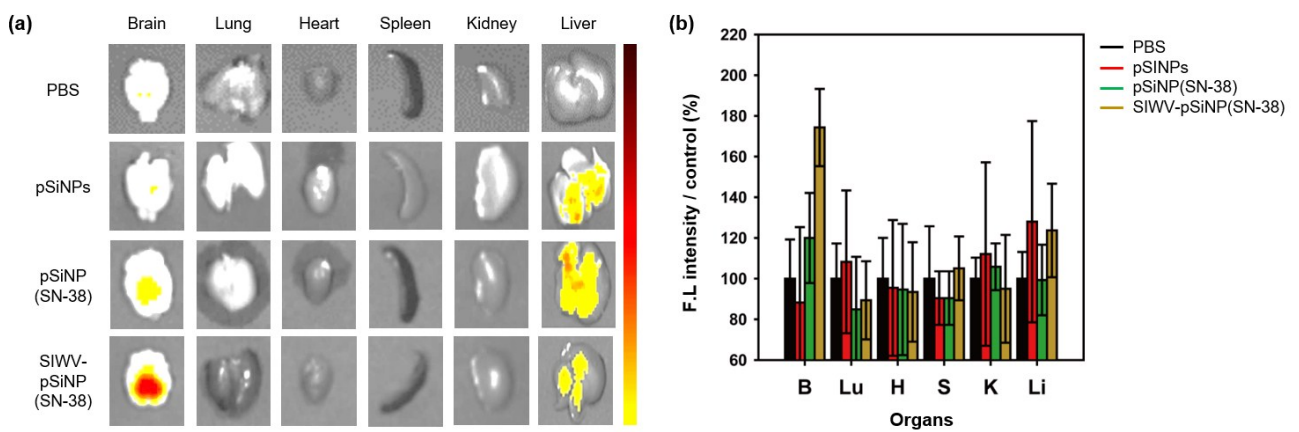 (a)
Brain Lung Heart Spleen Kidney Liver
PBS
pSiNPs
pSiNP
(SN-38)
SIWV-
pSiNP
(SN-38)
(b)
F.L intensity / control (%)
220
200
180
160
140
120
100
80
60
B Lu H S K Li
Organs
PBS
pSINPs
pSiNP(SN-38)
SIWV-pSiNP(SN-38)